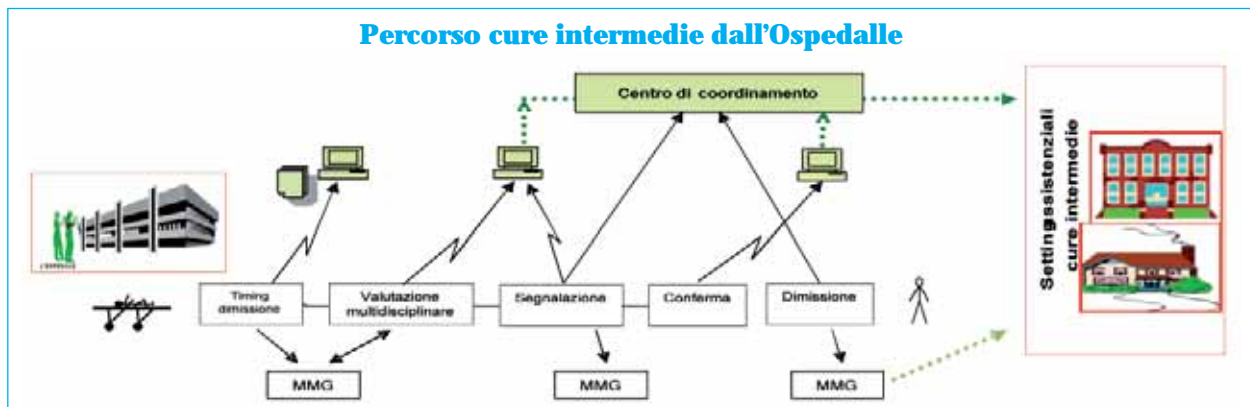 Percorso cure intermedie dall'Ospedalle
Centro di coordinamento
Settingassistenziali
cure intermedie
Timing
dimissione
Valutazione
multidisciplinare
Segnalazione
Conferma
Dimissione
MMG
MMG
MMG